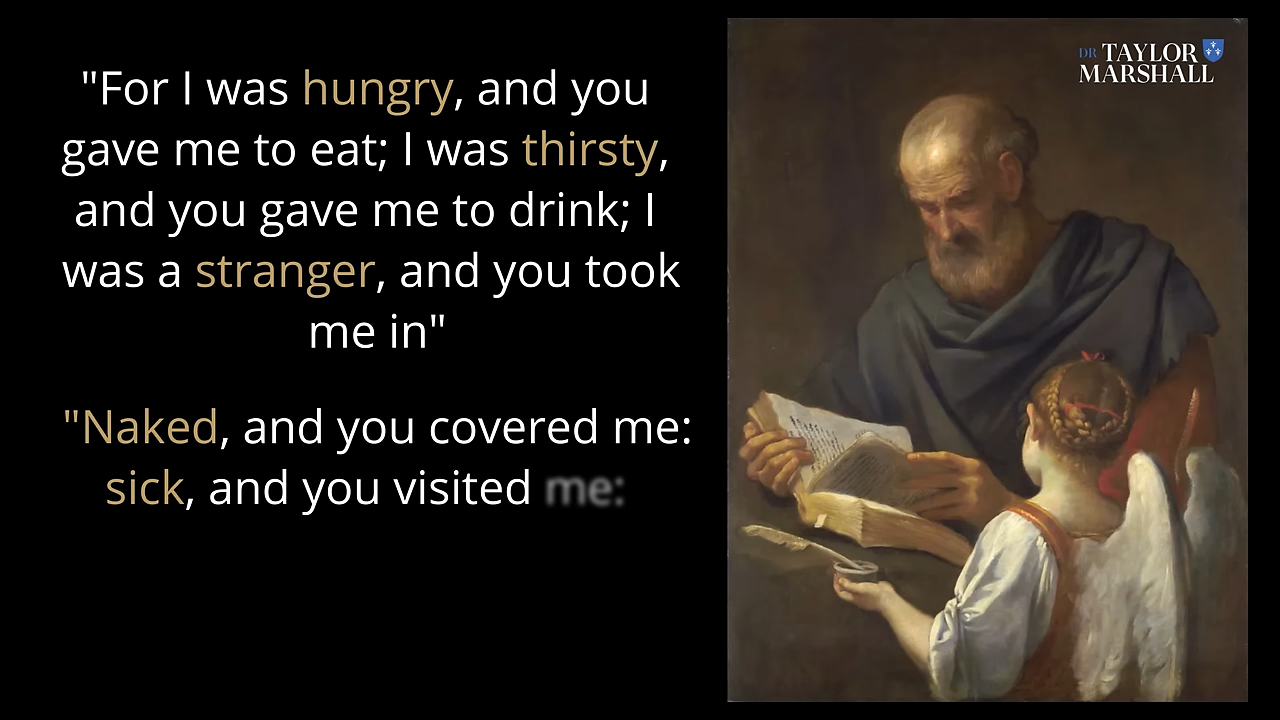 "For I was hungry, and you
gave me to eat; I was thirsty,
and you gave me to drink; I
was a stranger, and you took
me in"
"Naked, and you covered me:
sick, and you visited me:
DR TAYLOR
MARSHALL